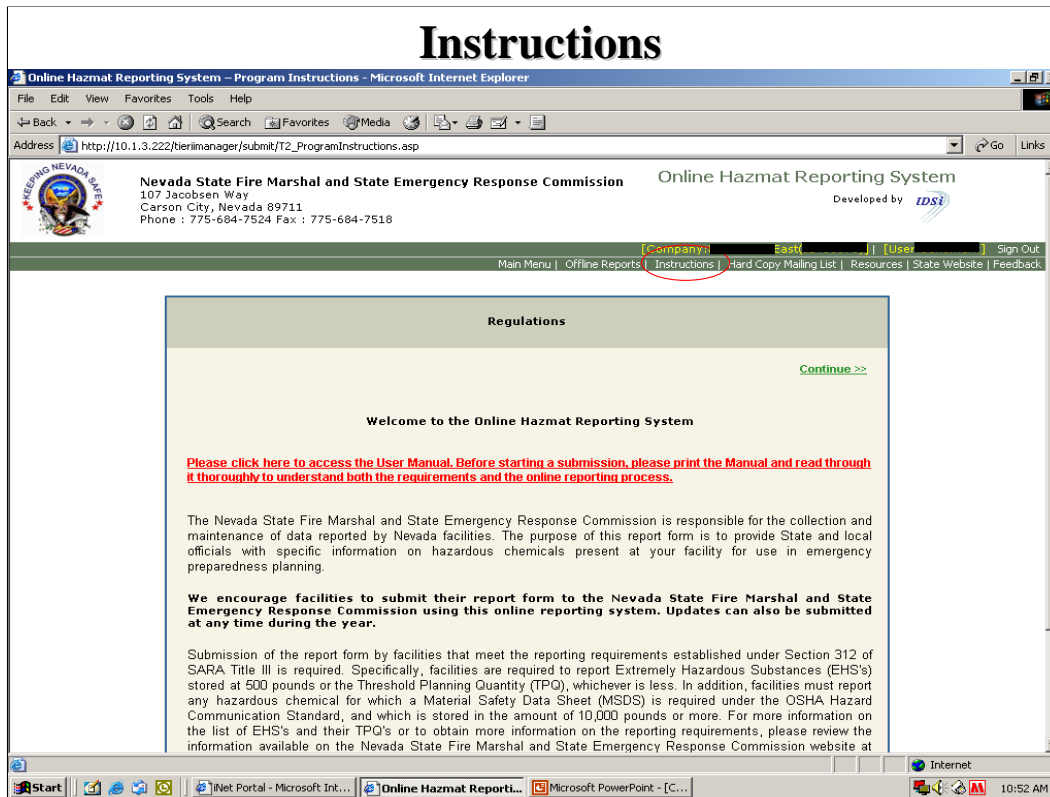 Instructions
Online Hazmat Reporting System – Program Instructions - Microsoft Internet Explorer
File Edit View Favorites Tools Help
Back Search Favorites Media
Address http://10.1.3.222/tieriimanager/submit/T2_ProgramInstructions.asp Go Links
KEEPING NEVADA SAFE
Nevada State Fire Marshal and State Emergency Response Commission
107 Jacobsen Way
Carson City, Nevada 89711
Phone : 775-684-7524 Fax : 775-684-7518
Online Hazmat Reporting System
Developed by IDSi
[Company: East( )] | [User ] Sign Out
Main Menu | Offline Reports | Instructions | Hard Copy Mailing List | Resources | State Website | Feedback
Regulations
Continue >>
Welcome to the Online Hazmat Reporting System
Please click here to access the User Manual. Before starting a submission, please print the Manual and read through
it thoroughly to understand both the requirements and the online reporting process.
The Nevada State Fire Marshal and State Emergency Response Commission is responsible for the collection and
maintenance of data reported by Nevada facilities. The purpose of this report form is to provide State and local
officials with specific information on hazardous chemicals present at your facility for use in emergency
preparedness planning.
We encourage facilities to submit their report form to the Nevada State Fire Marshal and State
Emergency Response Commission using this online reporting system. Updates can also be submitted
at any time during the year.
Submission of the report form by facilities that meet the reporting requirements established under Section 312 of
SARA Title III is required. Specifically, facilities are required to report Extremely Hazardous Substances (EHS's)
stored at 500 pounds or the Threshold Planning Quantity (TPQ), whichever is less. In addition, facilities must report
any hazardous chemical for which a Material Safety Data Sheet (MSDS) is required under the OSHA Hazard
Communication Standard, and which is stored in the amount of 10,000 pounds or more. For more information on
the list of EHS's and their TPQ's or to obtain more information on the reporting requirements, please review the
information available on the Nevada State Fire Marshal and State Emergency Response Commission website at
Internet
Start iNet Portal - Microsoft Int... Online Hazmat Reporti... Microsoft PowerPoint - [C... 10:52 AM